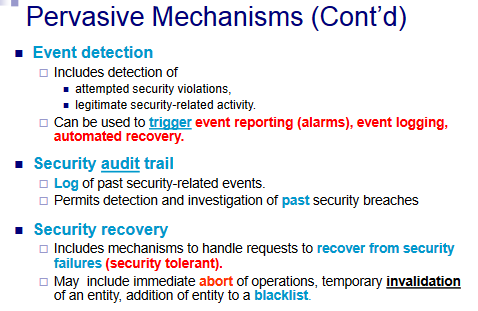 Pervasive Mechanisms (Cont'd)
Event detection
Includes detection of
attempted security violations,
legitimate security-related activity.
Can be used to trigger event reporting (alarms), event logging,
automated recovery.
Security audit trail
Log of past security-related events.
Permits detection and investigation of past security breaches
Security recovery
Includes mechanisms to handle requests to recover from security
failures (security tolerant).
May include immediate abort of operations, temporary invalidation
of an entity, addition of entity to a blacklist.